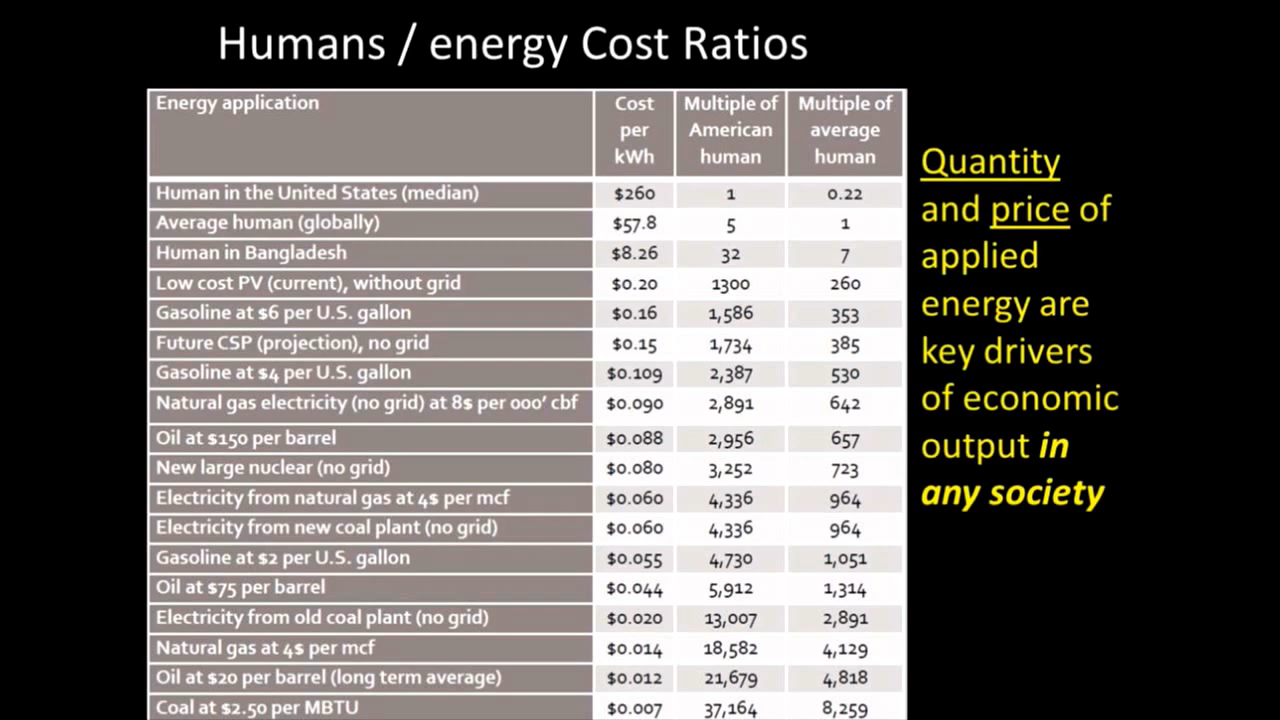 Humans / energy Cost Ratios
Energy application Cost per kWh Multiple of American human Multiple of average human
Human in the United States (median) $260 1 0.22
Average human (globally) $57.8 5 1
Human in Bangladesh $8.26 32 7
Low cost PV (current), without grid $0.20 1300 260
Gasoline at $6 per U.S. gallon $0.16 1,586 353
Future CSP (projection), no grid $0.15 1,734 385
Gasoline at $4 per U.S. gallon $0.109 2,387 530
Natural gas electricity (no grid) at 8$ per 000' cbf $0.090 2,891 642
Oil at $150 per barrel $0.088 2,956 657
New large nuclear (no grid) $0.080 3,252 723
Electricity from natural gas at 4$ per mcf $0.060 4,336 964
Electricity from new coal plant (no grid) $0.060 4,336 964
Gasoline at $2 per U.S. gallon $0.055 4,730 1,051
Oil at $75 per barrel $0.044 5,912 1,314
Electricity from old coal plant (no grid) $0.020 13,007 2,891
Natural gas at 4$ per mcf $0.014 18,582 4,129
Oil at $20 per barrel (long term average) $0.012 21,679 4,818
Coal at $2.50 per MBTU $0.007 37,164 8,259
Quantity
and price of
applied
energy are
key drivers
of economic
output in
any society